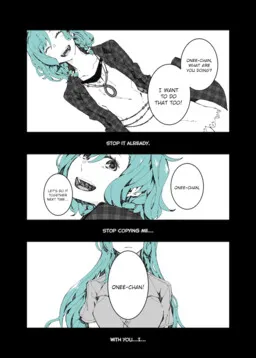 ONEE-CHAN,
WHAT ARE
YOU DOING?
I WANT
TO DO
THAT TOO!
STOP IT ALREADY.
ONEE-CHAN,
LET'S DO IT
TOGETHER
NEXT TIME...
STOP COPYING ME...
ONEE-CHAN!
WITH YOU...I...